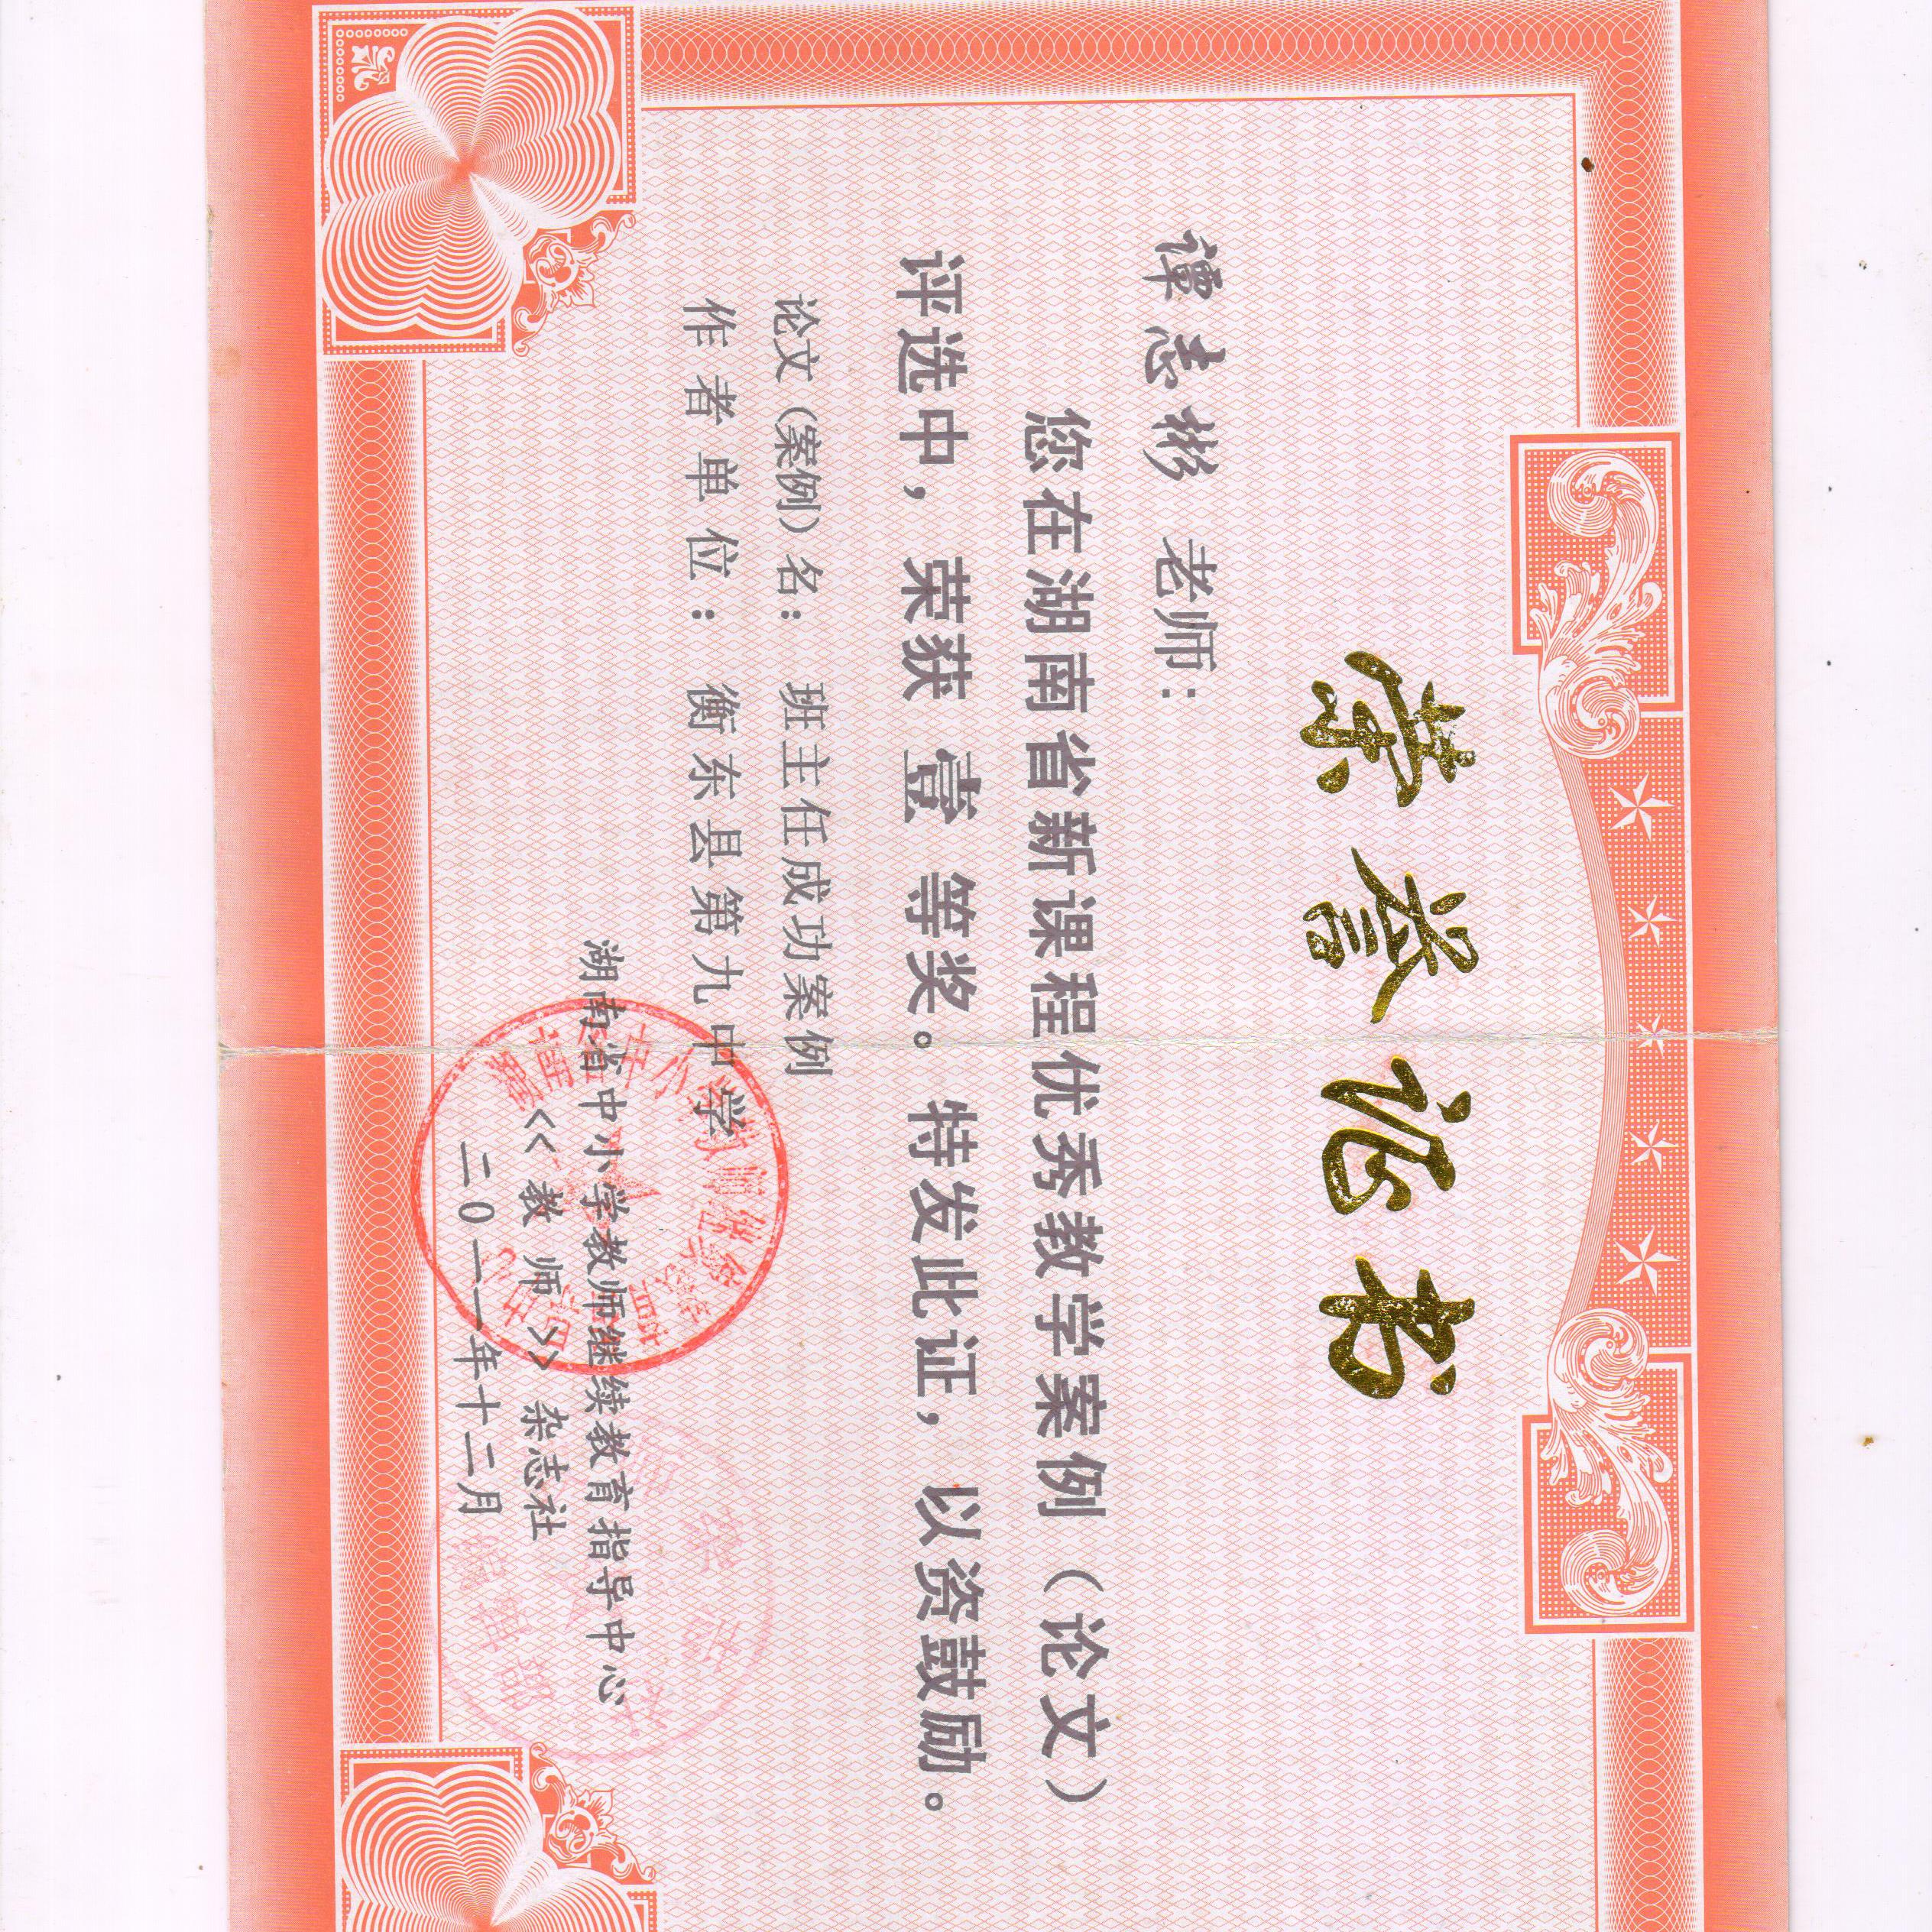 荣誉证书
谭志彬 老师：
您在湖南省新课程优秀教学案例（论文）
评选中，荣获 壹 等奖。特发此证，以资鼓励。
论文（案例）名：班主任成功案例
作者单位：衡东县第九中学
湖南省中小学教师继续教育指导中心
<<教师>>杂志社
二0一一年十二月